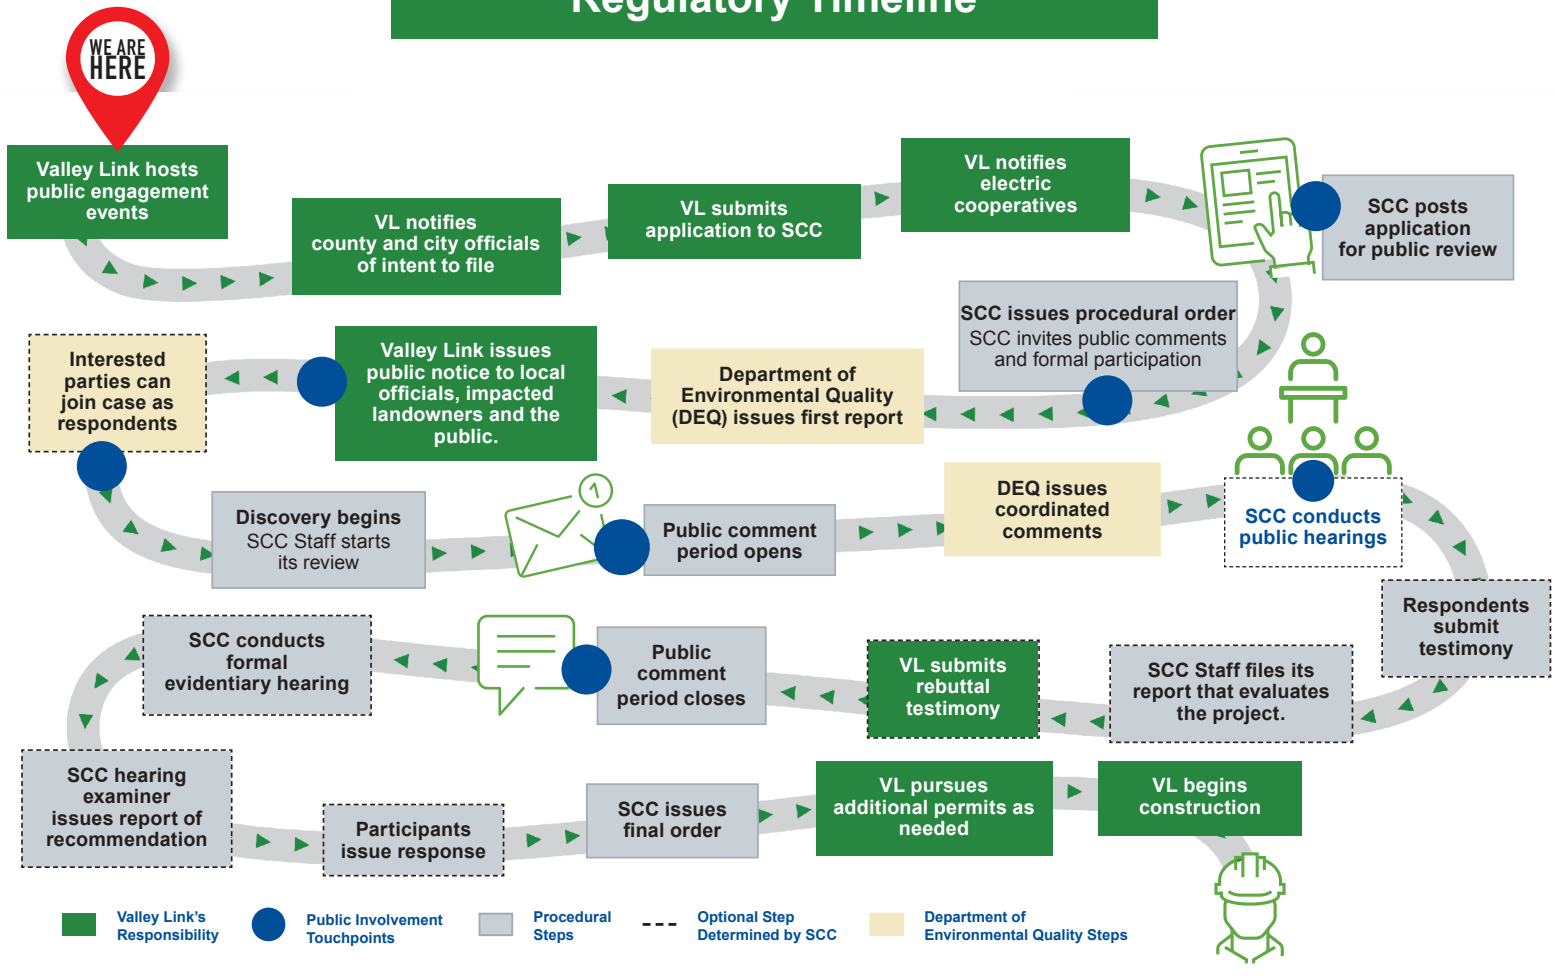 Regulatory Timeline
WE ARE
HERE
Valley Link hosts
public engagement
events
VL notifies
county and city officials
of intent to file
VL submits
application to SCC
VL notifies
electric
cooperatives
SCC posts
application
for public review
SCC issues procedural order
SCC invites public comments
and formal participation
Department of
Environmental Quality
(DEQ) issues first report
Valley Link issues
public notice to local
officials, impacted
landowners and the
public.
Interested
parties can
join case as
respondents
Discovery begins
SCC Staff starts
its review
1
Public comment
period opens
DEQ issues
coordinated
comments
SCC conducts
public hearings
Respondents
submit
testimony
SCC Staff files its
report that evaluates
the project.
VL submits
rebuttal
testimony
Public
comment
period closes
SCC conducts
formal
evidentiary hearing
SCC hearing
examiner
issues report of
recommendation
Participants
issue response
SCC issues
final order
VL pursues
additional permits as
needed
VL begins
construction
Valley Link's
Responsibility
Public Involvement
Touchpoints
Procedural
Steps
Optional Step
Determined by SCC
Department of
Environmental Quality Steps